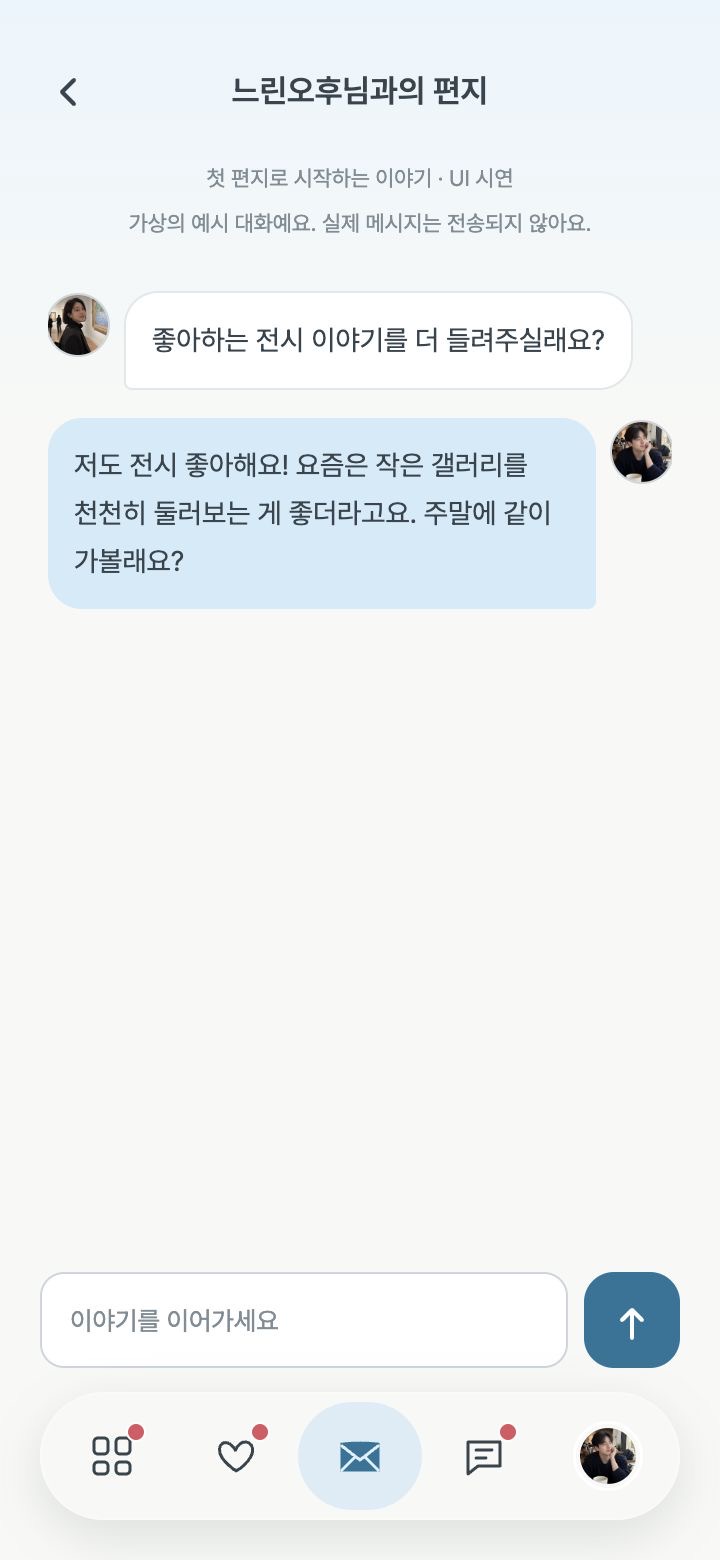 느린오후님과의 편지
첫 편지로 시작하는 이야기 · UI 시연
가상의 예시 대화예요. 실제 메시지는 전송되지 않아요.
좋아하는 전시 이야기를 더 들려주실래요?
저도 전시 좋아해요! 요즘은 작은 갤러리를
천천히 둘러보는 게 좋더라고요. 주말에 같이
가볼래요?
이야기를 이어가세요